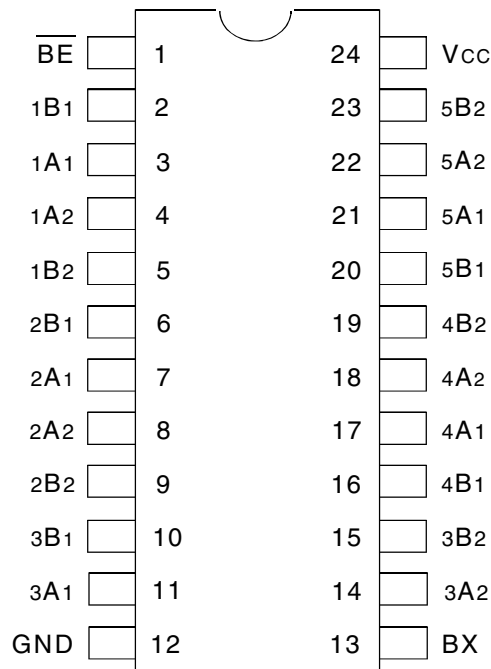 BE 1 24 VCC
1B1 2 23 5B2
1A1 3 22 5A2
1A2 4 21 5A1
1B2 5 20 5B1
2B1 6 19 4B2
2A1 7 18 4A2
2A2 8 17 4A1
2B2 9 16 4B1
3B1 10 15 3B2
3A1 11 14 3A2
GND 12 13 BX